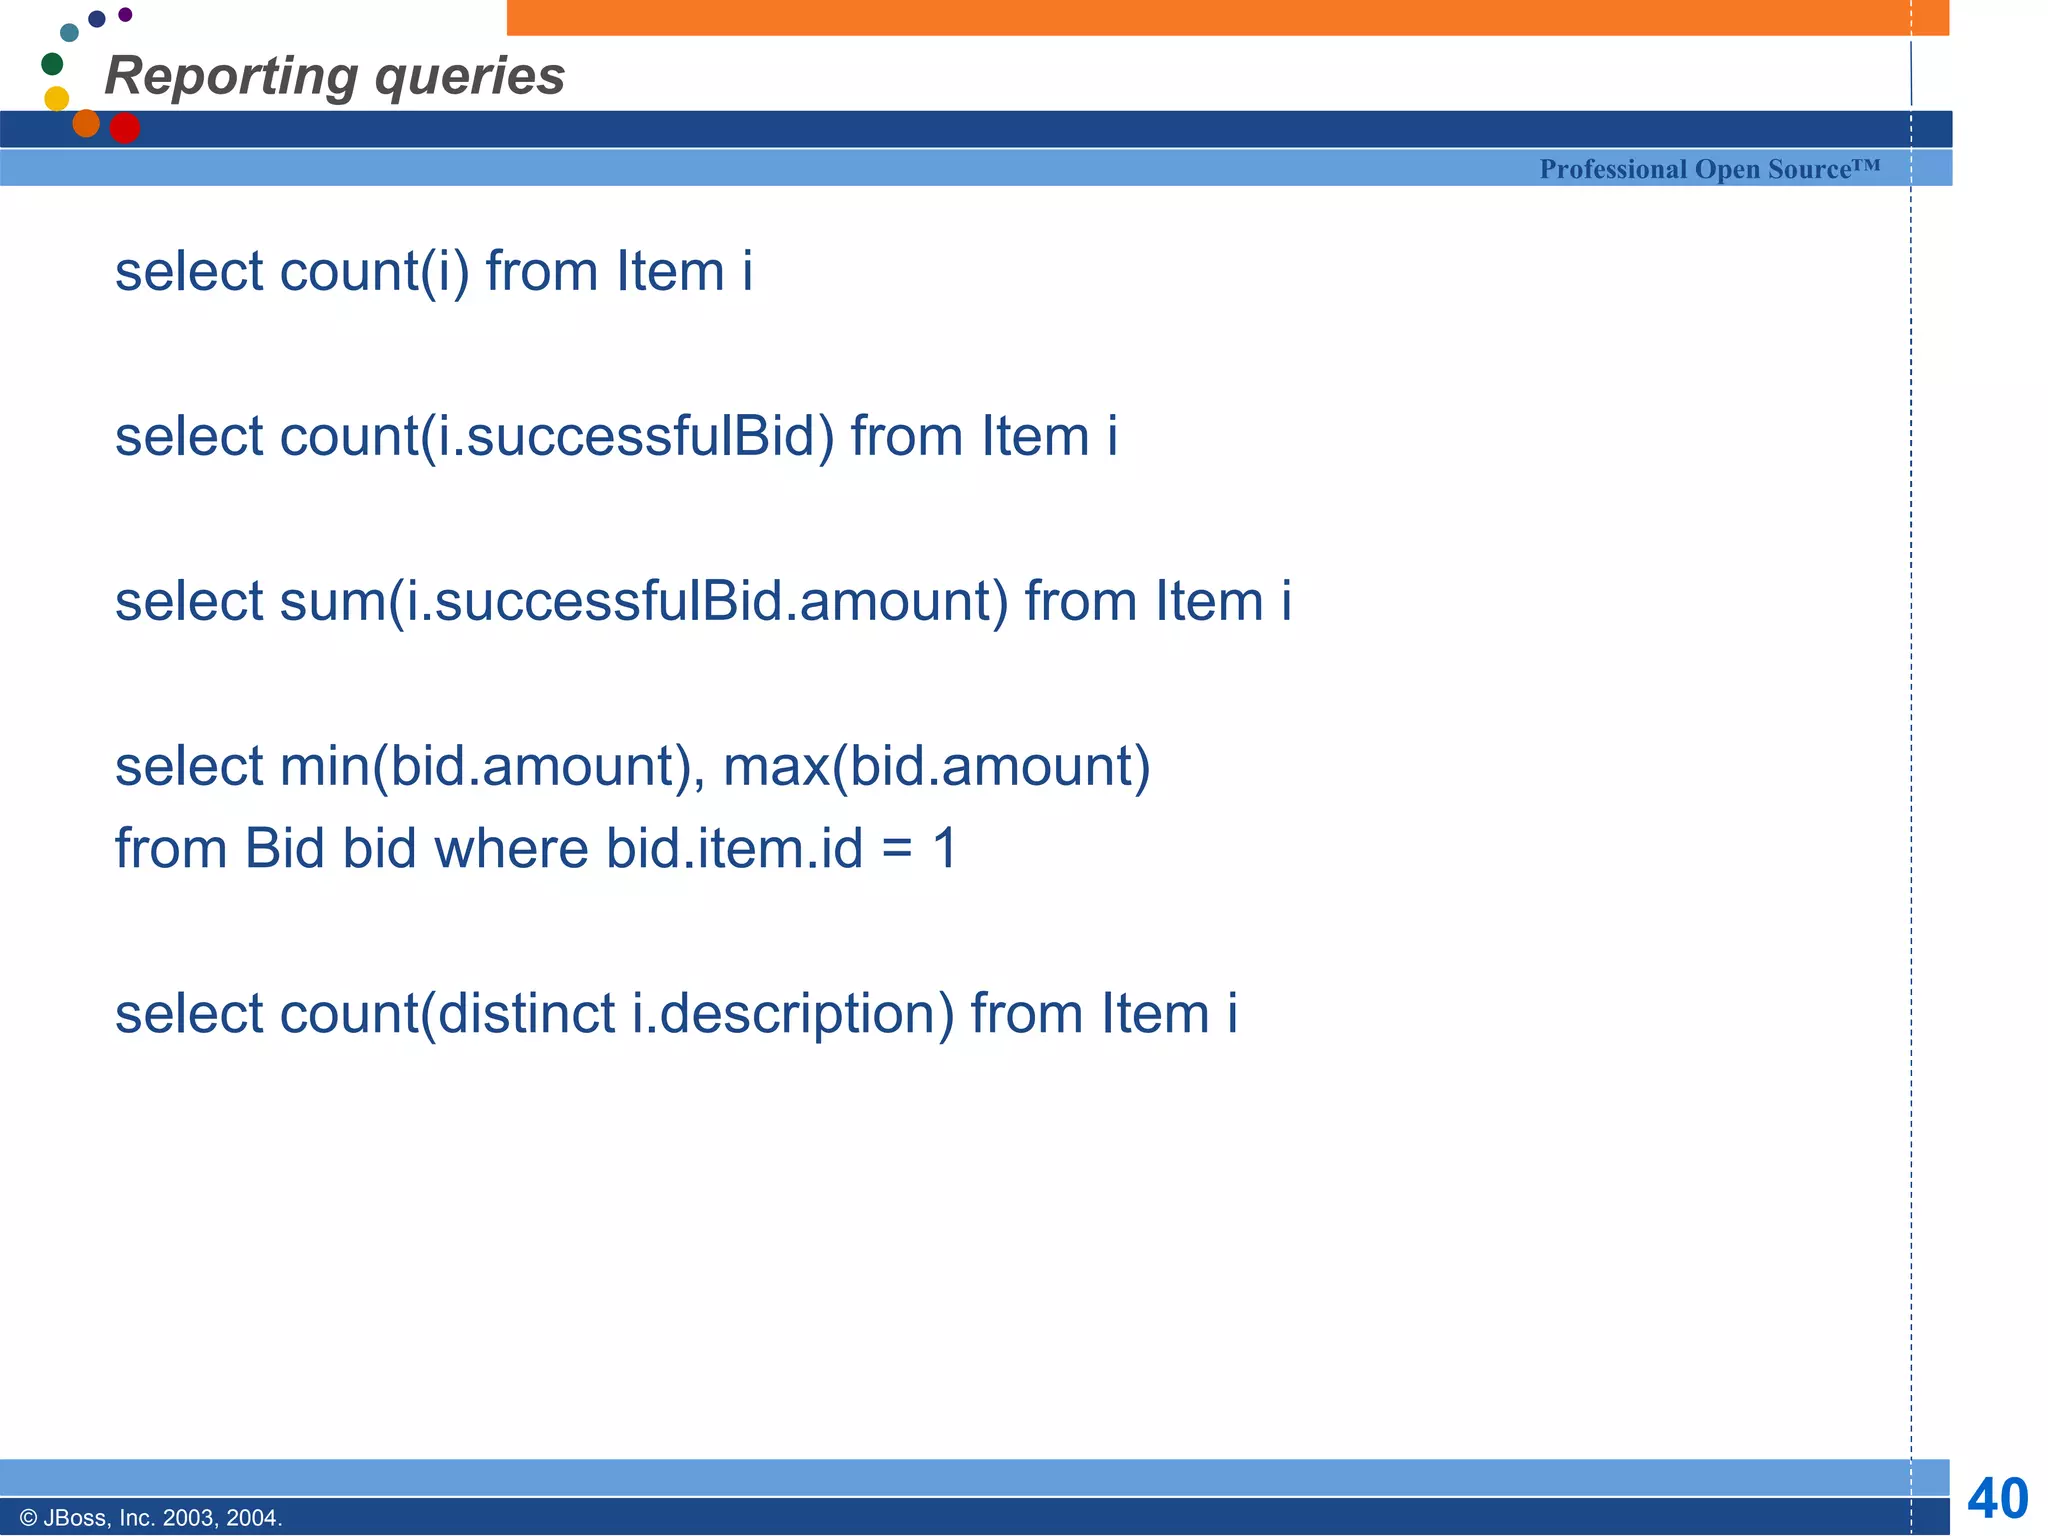 Reporting queries
Professional Open Source™
select count(i) from Item i
select count(i.successfulBid) from Item i
select sum(i.successfulBid.amount) from Item i
select min(bid.amount), max(bid.amount)
from Bid bid where bid.item.id = 1
select count(distinct i.description) from Item i
© JBoss, Inc. 2003, 2004.
40